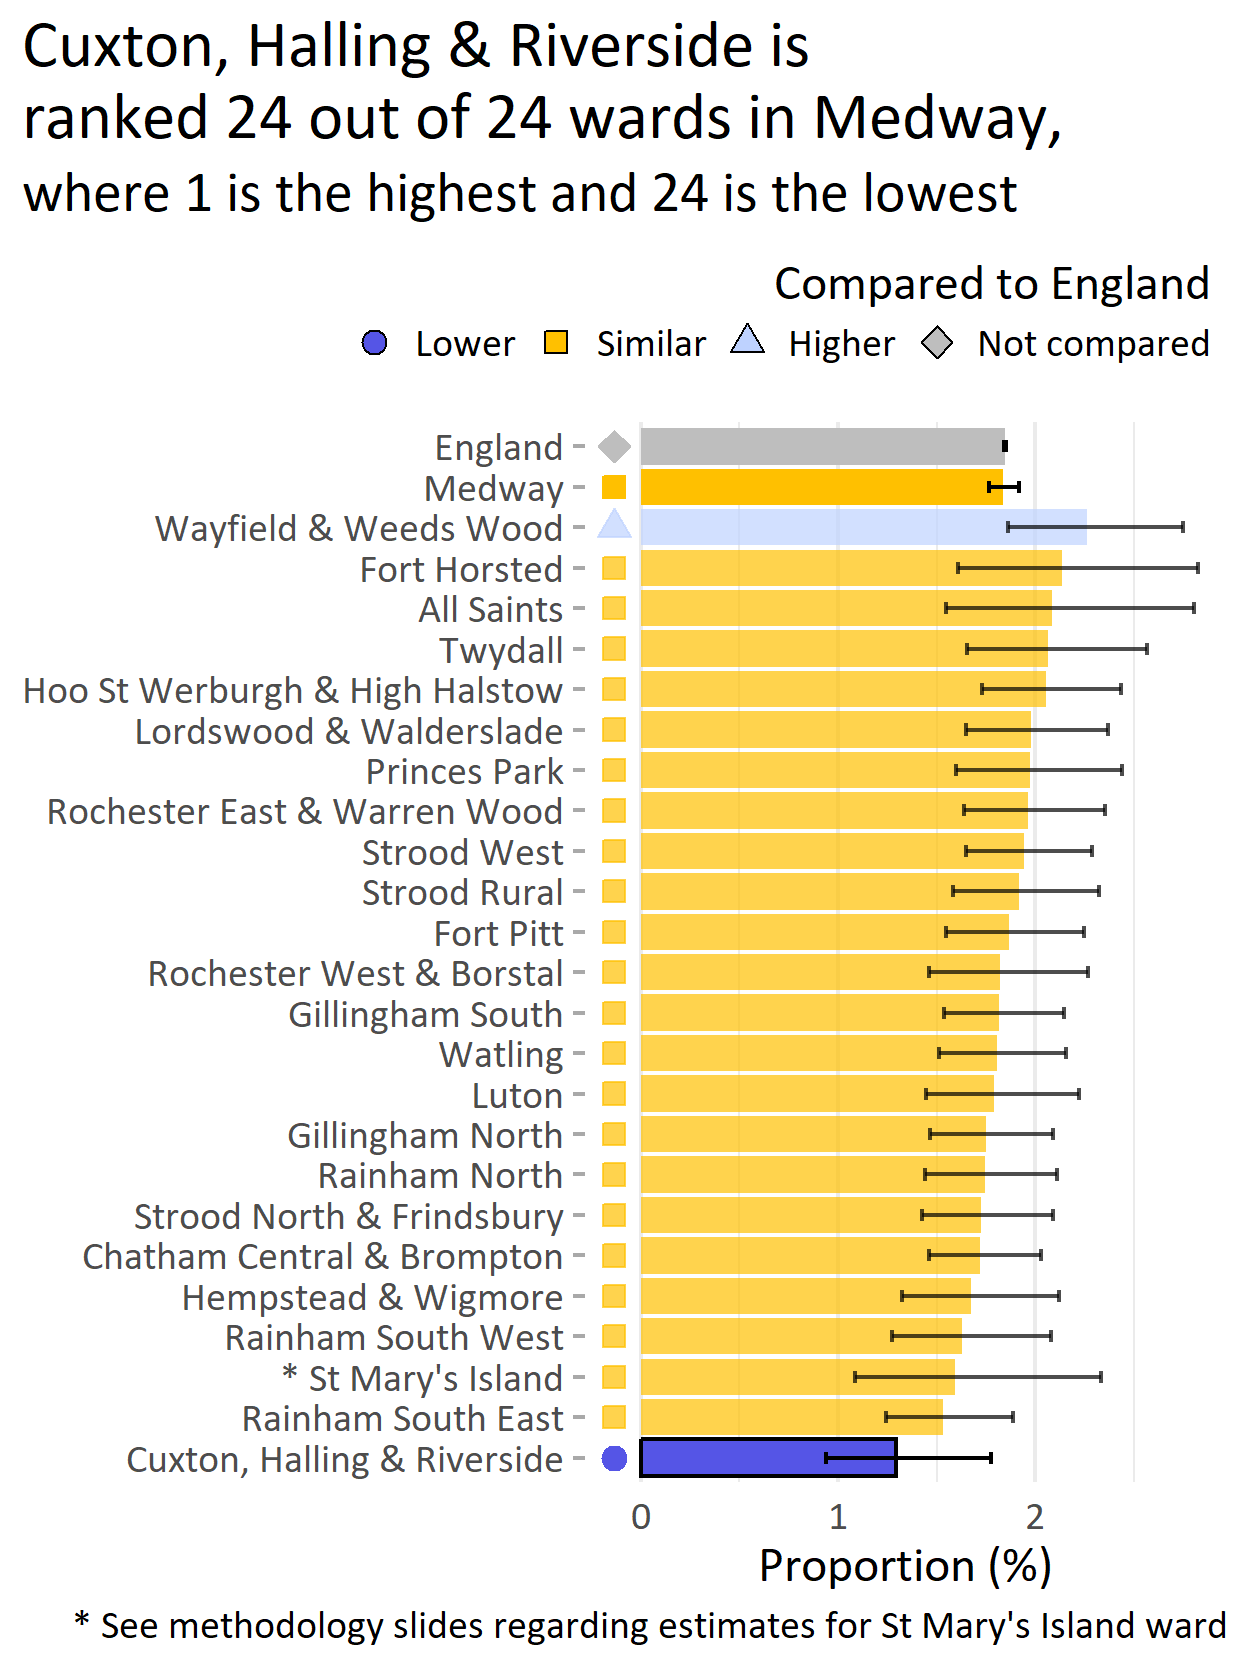 Cuxton, Halling & Riverside is
ranked 24 out of 24 wards in Medway,
where 1 is the highest and 24 is the lowest
Compared to England
Lower Similar Higher Not compared
England
Medway
Wayfield & Weeds Wood
Fort Horsted
All Saints
Twydall
Hoo St Werburgh & High Halstow
Lordswood & Walderslade
Princes Park
Rochester East & Warren Wood
Strood West
Strood Rural
Fort Pitt
Rochester West & Borstal
Gillingham South
Watling
Luton
Gillingham North
Rainham North
Strood North & Frindsbury
Chatham Central & Brompton
Hempstead & Wigmore
Rainham South West
* St Mary's Island
Rainham South East
Cuxton, Halling & Riverside
0 1 2
Proportion (%)
* See methodology slides regarding estimates for St Mary's Island ward